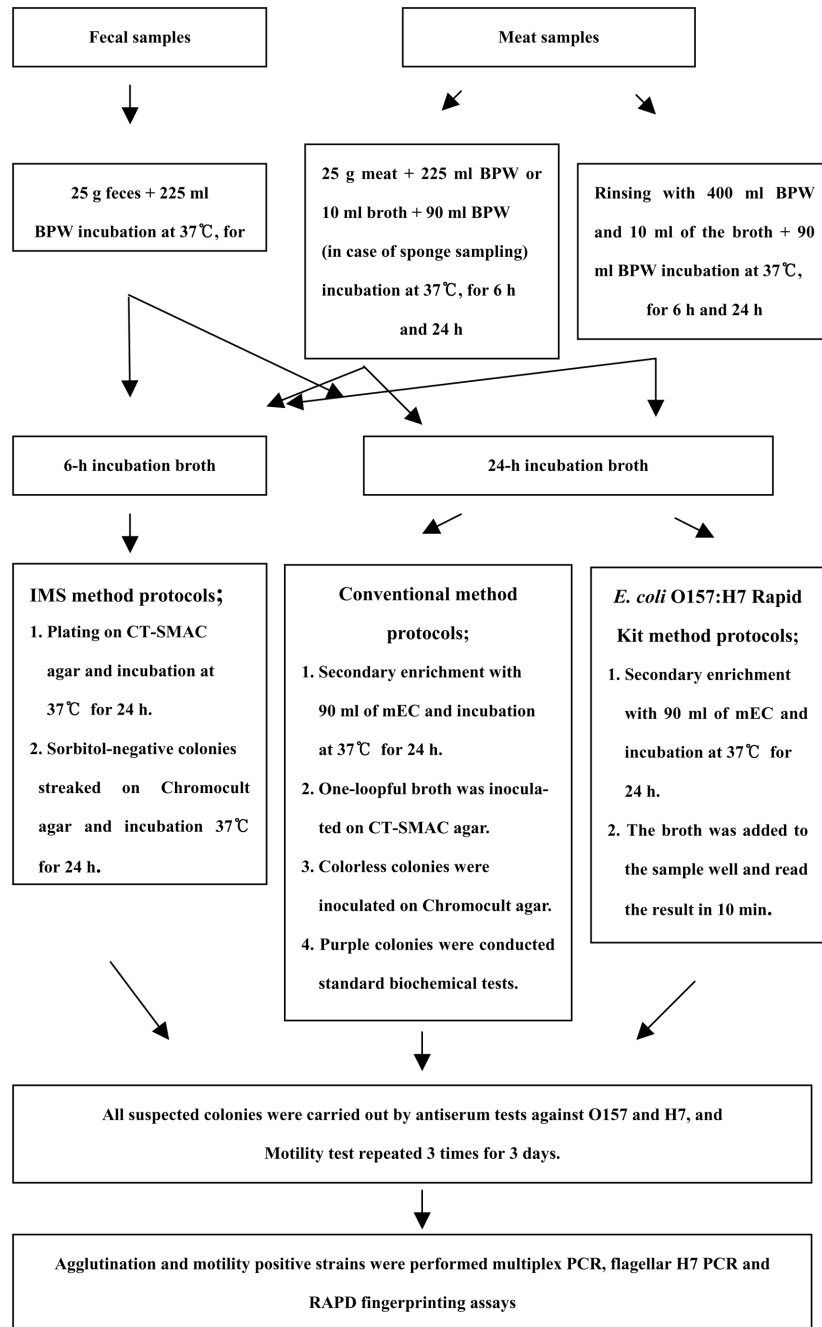 Fecal samples
Meat samples
25 g feces + 225 ml
BPW incubation at 37℃, for
25 g meat + 225 ml BPW or
10 ml broth + 90 ml BPW
(in case of sponge sampling)
incubation at 37℃, for 6 h
and 24 h
Rinsing with 400 ml BPW
and 10 ml of the broth + 90
ml BPW incubation at 37℃,
for 6 h and 24 h
6-h incubation broth
24-h incubation broth
IMS method protocols;
1. Plating on CT-SMAC
agar and incubation at
37℃ for 24 h.
2. Sorbitol-negative colonies
streaked on Chromocult
agar and incubation 37℃
for 24 h.
Conventional method
protocols;
1. Secondary enrichment with
90 ml of mEC and incubation
at 37℃ for 24 h.
2. One-loopful broth was inocula-
ted on CT-SMAC agar.
3. Colorless colonies were
inoculated on Chromocult agar.
4. Purple colonies were conducted
standard biochemical tests.
E. coli O157:H7 Rapid
Kit method protocols;
1. Secondary enrichment
with 90 ml of mEC and
incubation at 37℃ for
24 h.
2. The broth was added to
the sample well and read
the result in 10 min.
All suspected colonies were carried out by antiserum tests against O157 and H7, and
Motility test repeated 3 times for 3 days.
Agglutination and motility positive strains were performed multiplex PCR, flagellar H7 PCR and
RAPD fingerprinting assays